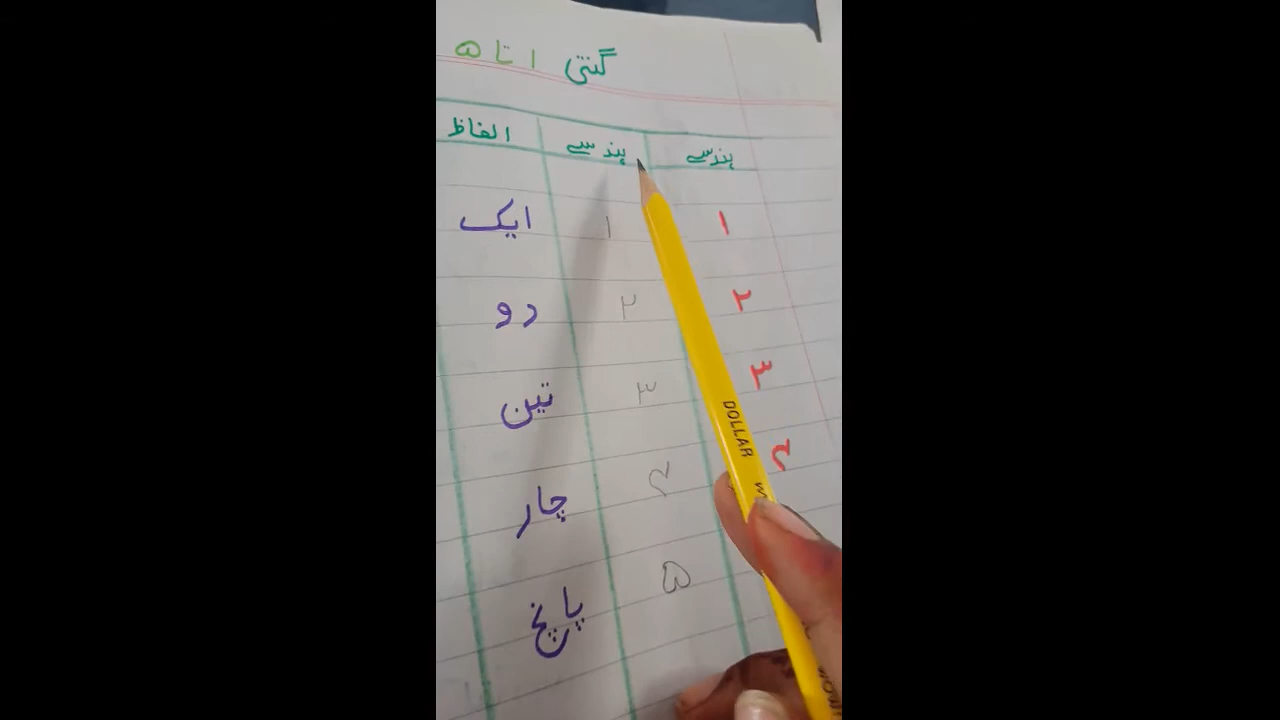 گنتی ۱ تا ۵
ہندسے ہندسے الفاظ
۱ ۱ ایک
۲ ۲ دو
۳ ۳ تین
۴ ۴ چار
۵ پانچ
DOLLAR